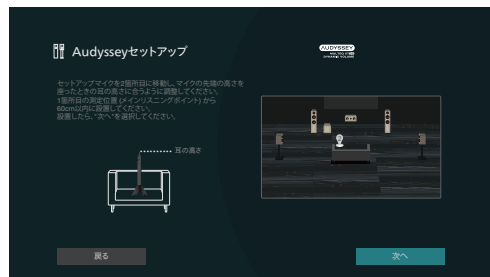 Audysseyセットアップ
AUDYSSEY
MULTEQ XT32
DYNAMIC VOLUME
セットアップマイクを2箇所目に移動し、マイクの先端の高さを
座ったときの耳の高さに合うように調整してください。
1箇所目の測定位置 (メインリスニングポイント) から
60cm以内に設置してください。
設置したら、"次へ"を選択してください。
耳の高さ
戻る
次へ